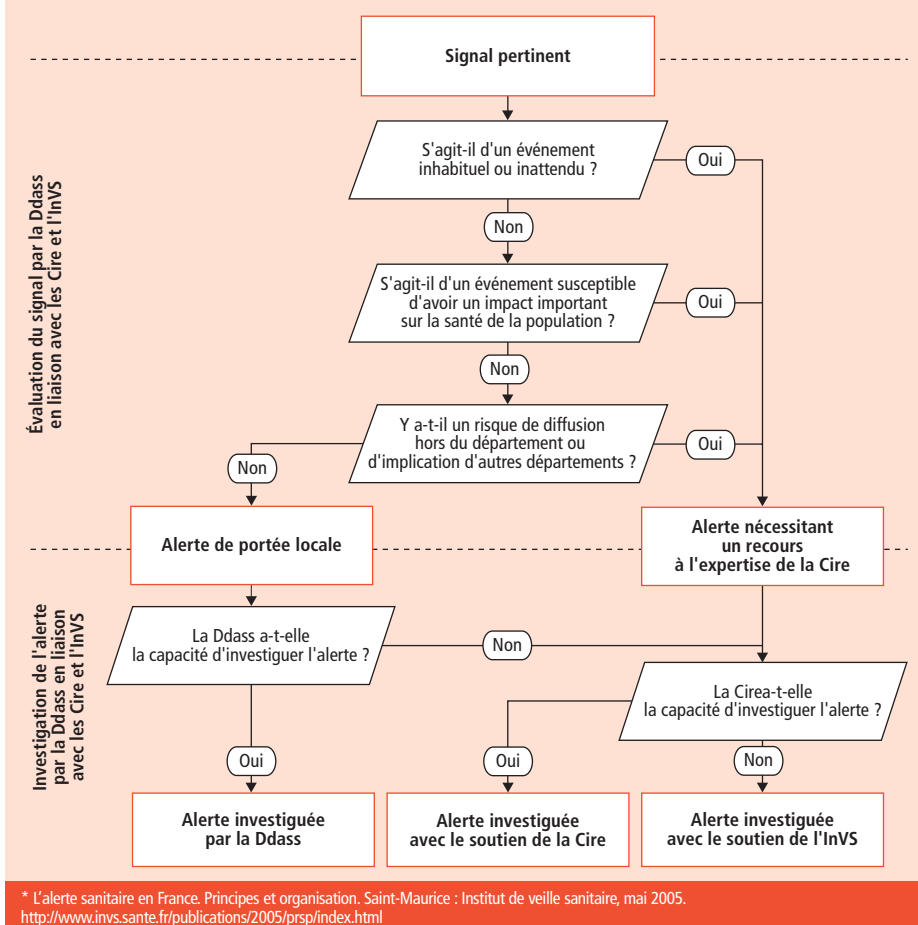 Signal pertinent
S'agit-il d'un événement
inhabituel ou inattendu ?
Oui
Non
S'agit-il d'un événement susceptible
d'avoir un impact important
sur la santé de la population ?
Oui
Non
Y a-t-il un risque de diffusion
hors du département ou
d'implication d'autres départements ?
Oui
Non
Évaluation du signal par la Ddass
en liaison avec les Cire et l'InVS
Alerte de portée locale
Alerte nécessitant
un recours
à l'expertise de la Cire
La Ddass a-t-elle
la capacité d'investiguer l'alerte ?
Non
La Cirea-t-elle
la capacité d'investiguer l'alerte ?
Oui
Oui
Non
Investigation de l'alerte
par la Ddass en liaison
avec les Cire et l'InVS
Alerte investiguée
par la Ddass
Alerte investiguée
avec le soutien de la Cire
Alerte investiguée
avec le soutien de l'InVS
* L'alerte sanitaire en France. Principes et organisation. Saint-Maurice : Institut de veille sanitaire, mai 2005.
http://www.invs.sante.fr/publications/2005/prsp/index.html